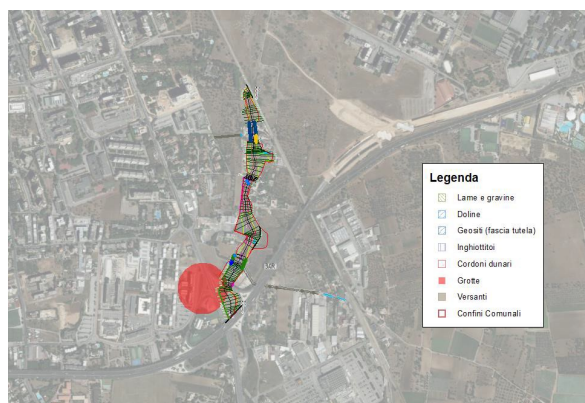 Legenda
Lame e gravine
Doline
Geositi (fascia tutela)
Inghiottitoi
Cordoni dunari
Grotte
Versanti
Confini Comunali